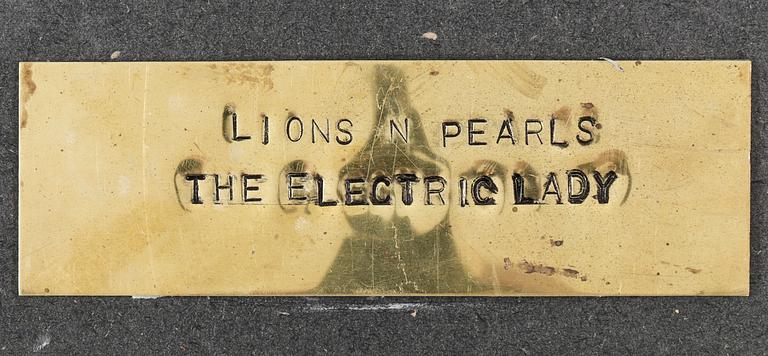 LIONS N PEARLS
THE ELECTRIC LADY